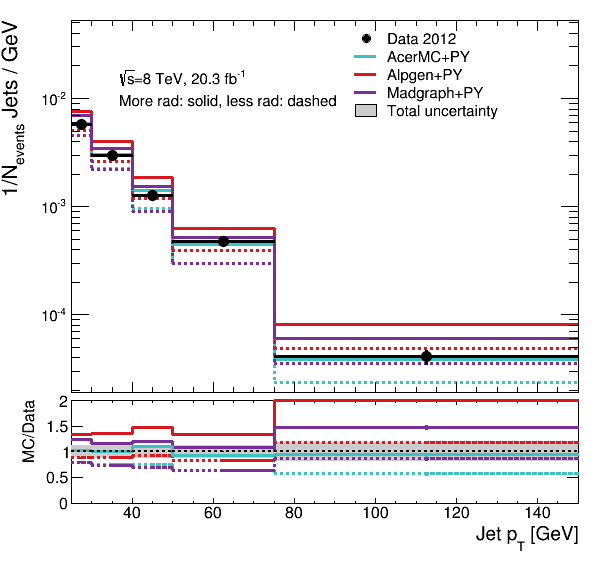 1/N_events Jets / GeV
10^-2
10^-3
10^-4
√s=8 TeV, 20.3 fb^-1
More rad: solid, less rad: dashed
Data 2012
AcerMC+PY
Alpgen+PY
Madgraph+PY
Total uncertainty
MC/Data
2
1.5
1
0.5
0
40 60 80 100 120 140
Jet p_T [GeV]